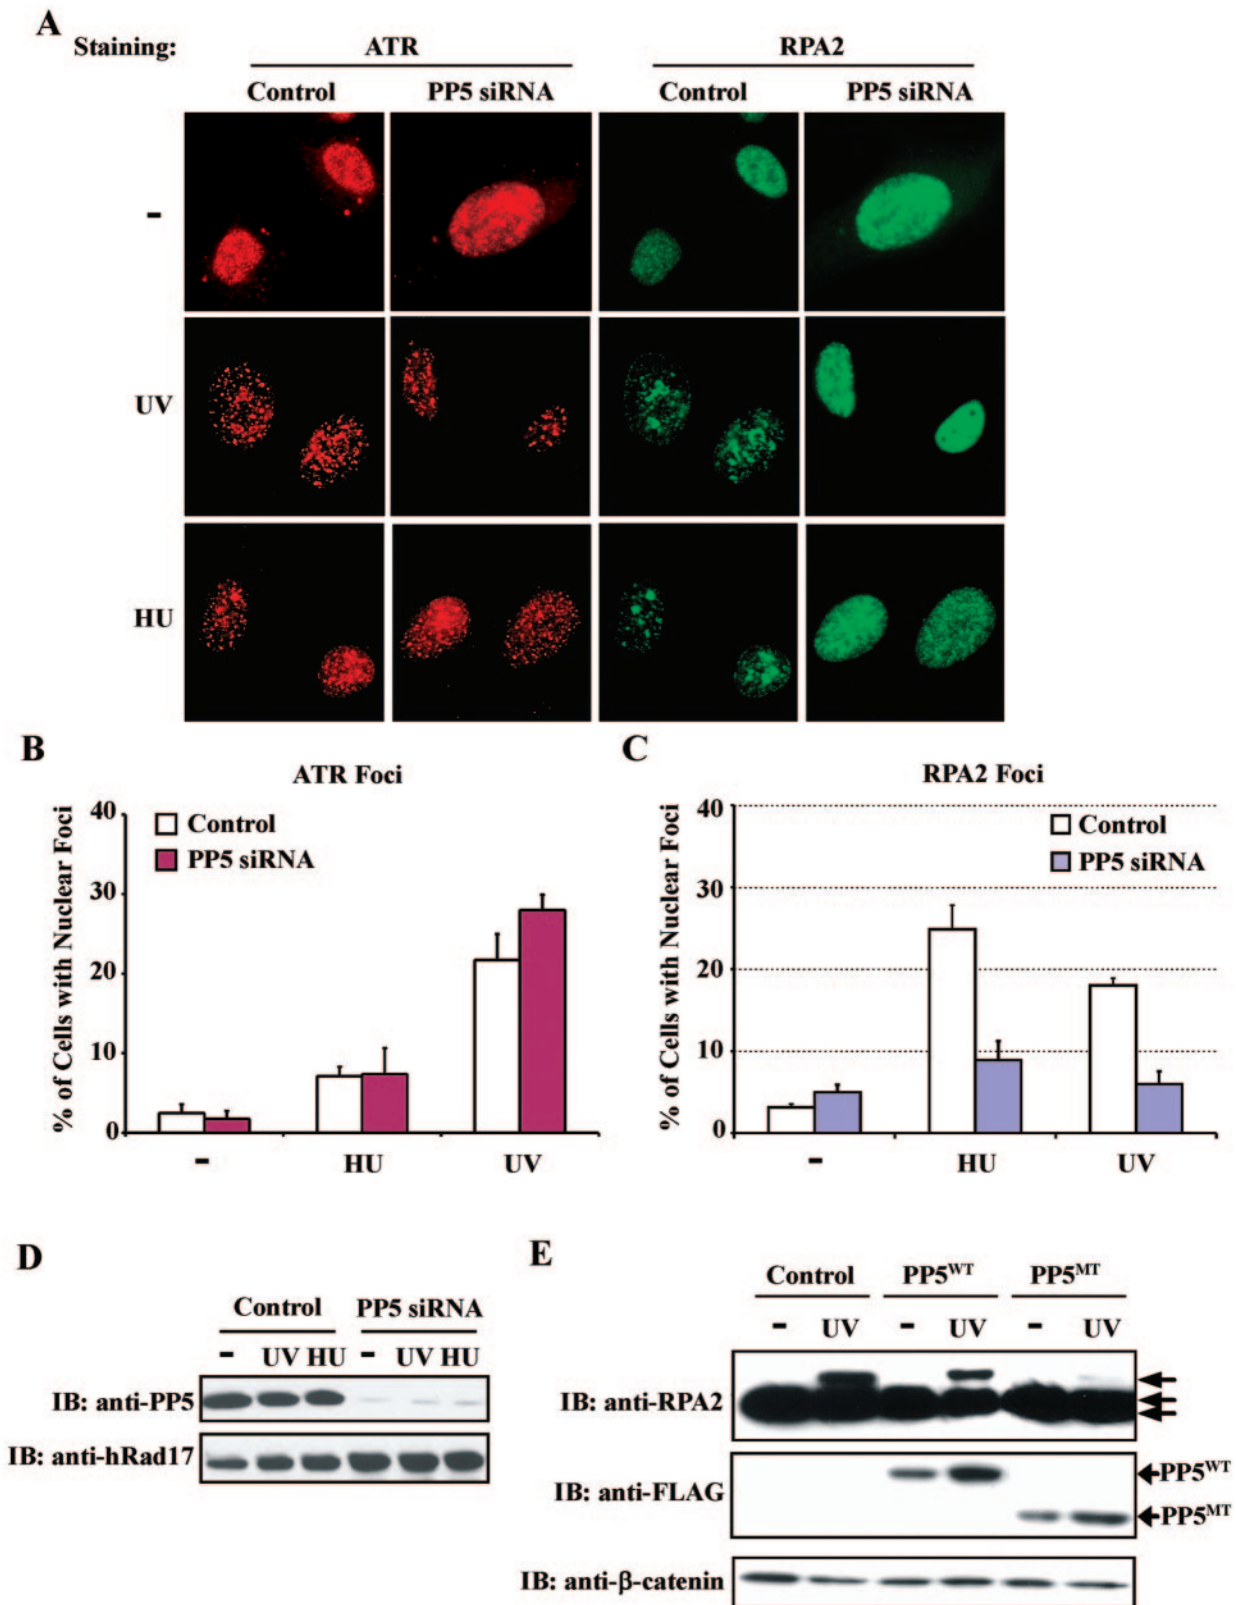 A
Staining:
ATR
RPA2
Control
PP5 siRNA
Control
PP5 siRNA
-
UV
HU
B
ATR Foci
% of Cells with Nuclear Foci
40
30
20
10
0
Control
PP5 siRNA
-
HU
UV
C
RPA2 Foci
% of Cells with Nuclear Foci
40
30
20
10
0
Control
PP5 siRNA
-
HU
UV
D
Control
PP5 siRNA
- UV HU - UV HU
IB: anti-PP5
IB: anti-hRad17
E
Control PP5ᵂᵀ PP5ᴹᵀ
- UV - UV - UV
IB: anti-RPA2
IB: anti-FLAG
PP5ᵂᵀ
PP5ᴹᵀ
IB: anti-β-catenin